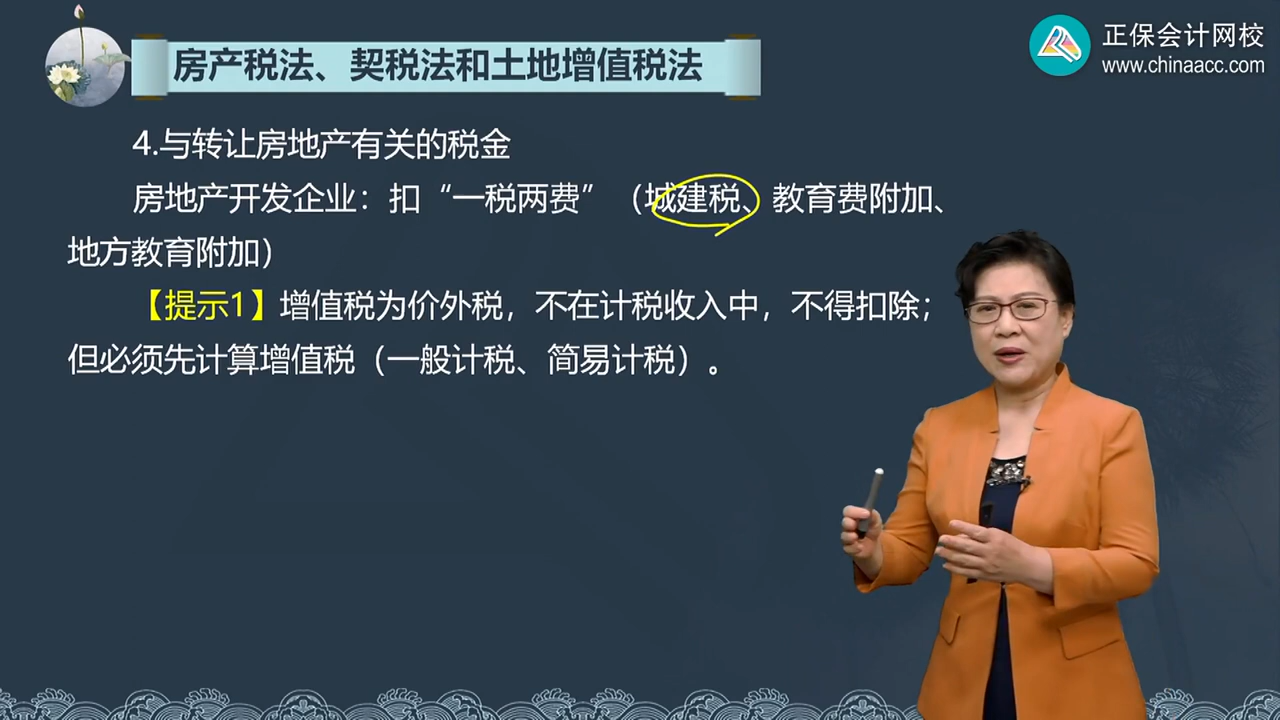 房产税法、契税法和土地增值税法
正保会计网校
www.chinaacc.com
4.与转让房地产有关的税金
房地产开发企业：扣“一税两费”（城建税、教育费附加、
地方教育附加）
【提示1】增值税为价外税，不在计税收入中，不得扣除；
但必须先计算增值税（一般计税、简易计税）。